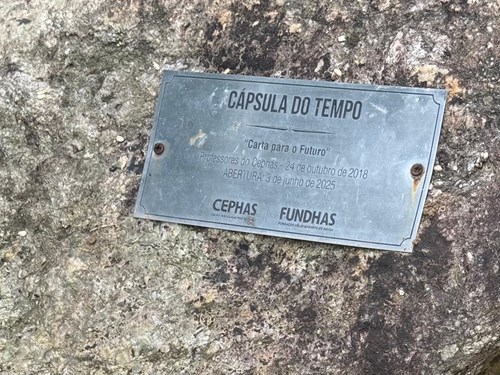 CÁPSULA DO TEMPO
"Carta para o Futuro"
Professores do Cephas - 24 de outubro de 2018
ABERTURA: 3 de junho de 2025
CEPHAS FUNDHAS